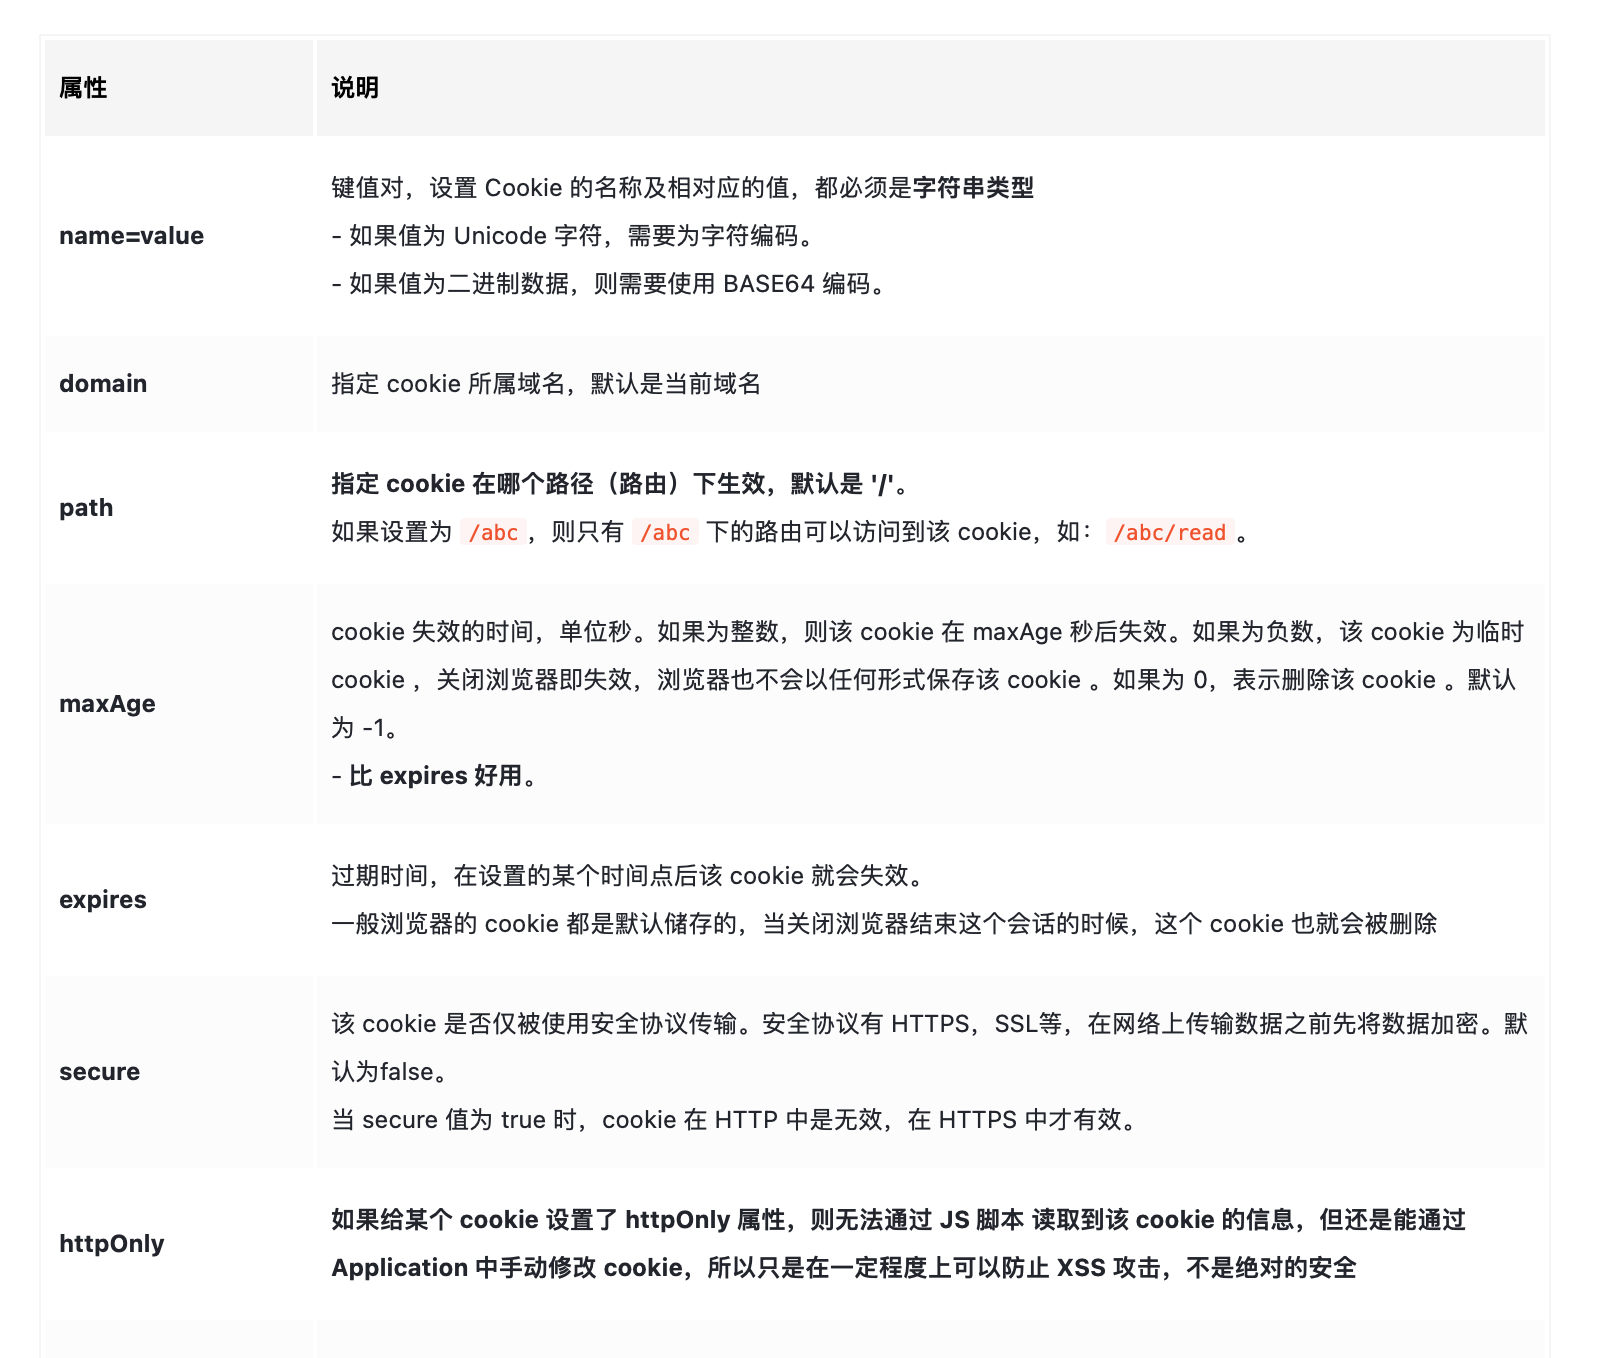 属性
说明
name=value
键值对，设置 Cookie 的名称及相对应的值，都必须是字符串类型
- 如果值为 Unicode 字符，需要为字符编码。
- 如果值为二进制数据，则需要使用 BASE64 编码。
domain
指定 cookie 所属域名，默认是当前域名
path
指定 cookie 在哪个路径（路由）下生效，默认是 '/'。
如果设置为 /abc，则只有 /abc 下的路由可以访问到该 cookie，如：/abc/read。
maxAge
cookie 失效的时间，单位秒。如果为整数，则该 cookie 在 maxAge 秒后失效。如果为负数，该 cookie 为临时
cookie ，关闭浏览器即失效，浏览器也不会以任何形式保存该 cookie 。如果为 0，表示删除该 cookie 。默认
为 -1。
- 比 expires 好用。
expires
过期时间，在设置的某个时间点后该 cookie 就会失效。
一般浏览器的 cookie 都是默认储存的，当关闭浏览器结束这个会话的时候，这个 cookie 也就会被删除
secure
该 cookie 是否仅被使用安全协议传输。安全协议有 HTTPS，SSL等，在网络上传输数据之前先将数据加密。默
认为false。
当 secure 值为 true 时，cookie 在 HTTP 中是无效，在 HTTPS 中才有效。
httpOnly
如果给某个 cookie 设置了 httpOnly 属性，则无法通过 JS 脚本 读取到该 cookie 的信息，但还是能通过
Application 中手动修改 cookie，所以只是在一定程度上可以防止 XSS 攻击，不是绝对的安全